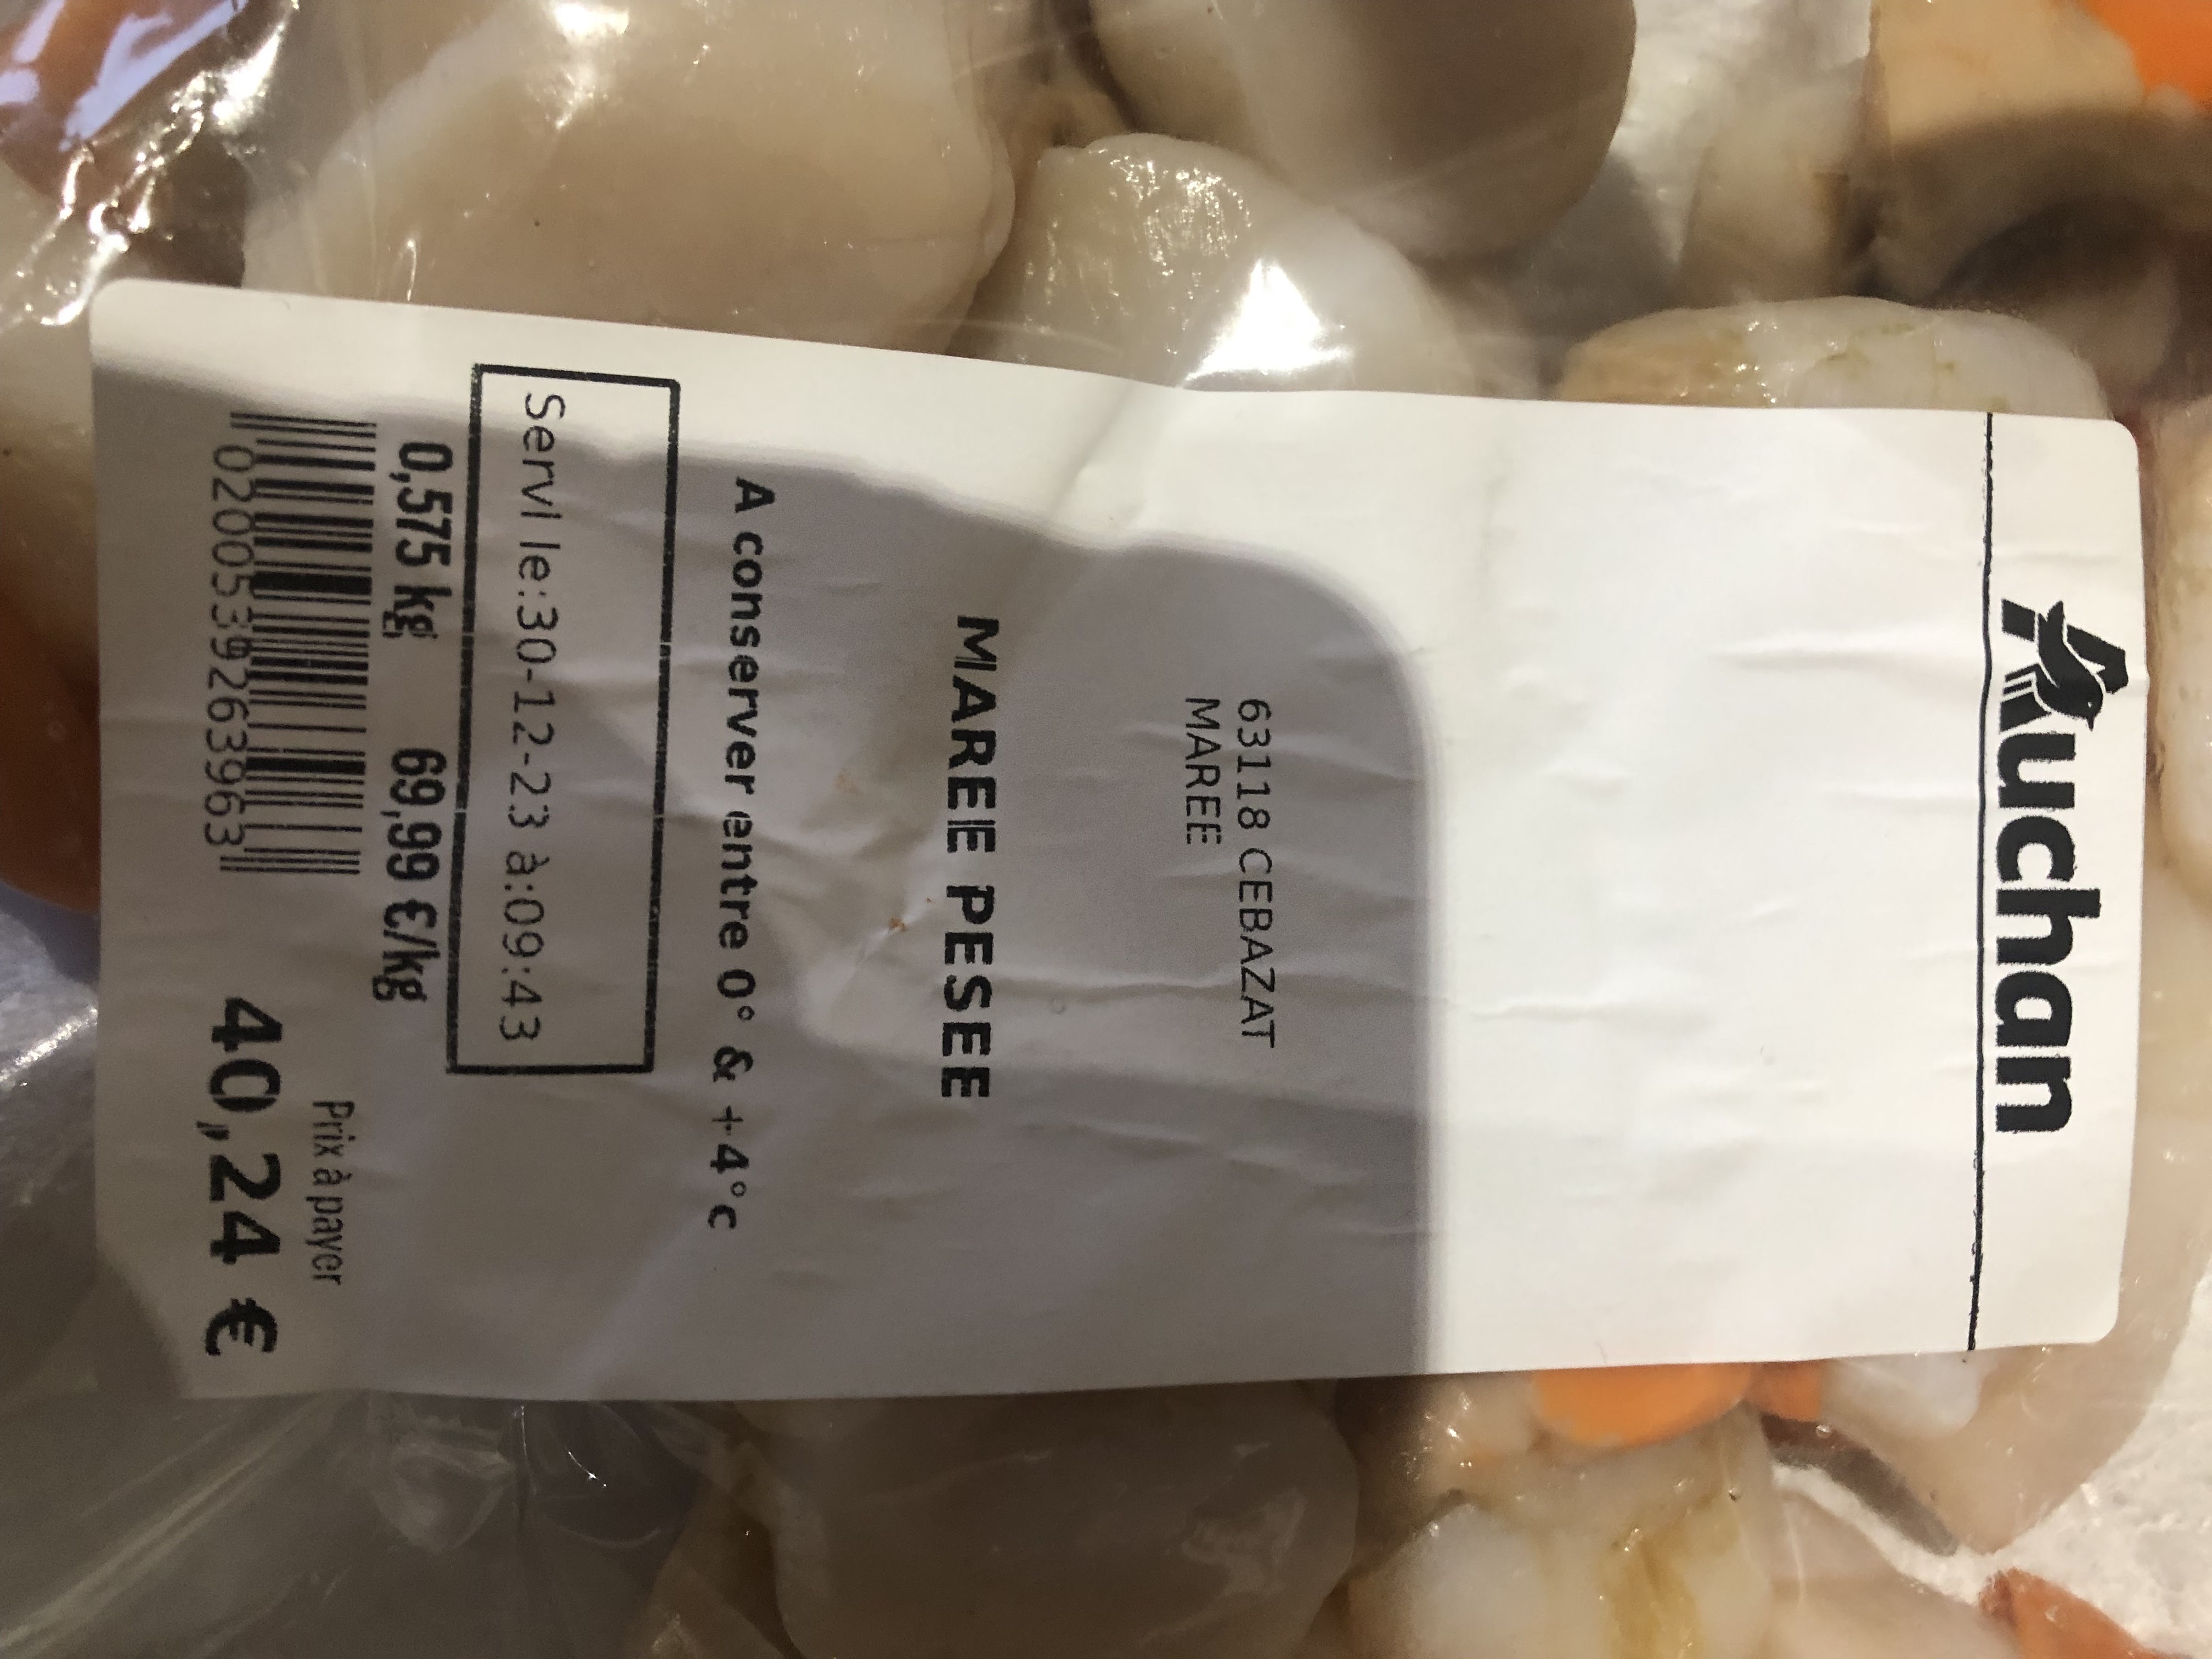 Auchan
63118 CEBAZAT
MAREE
MAREE PESEE
A conserver entre 0° & +4°c
Servi le:30-12-23 à:09:43
0,575 kg 69,99 €/kg
Prix à payer
0200539263963
40,24 €